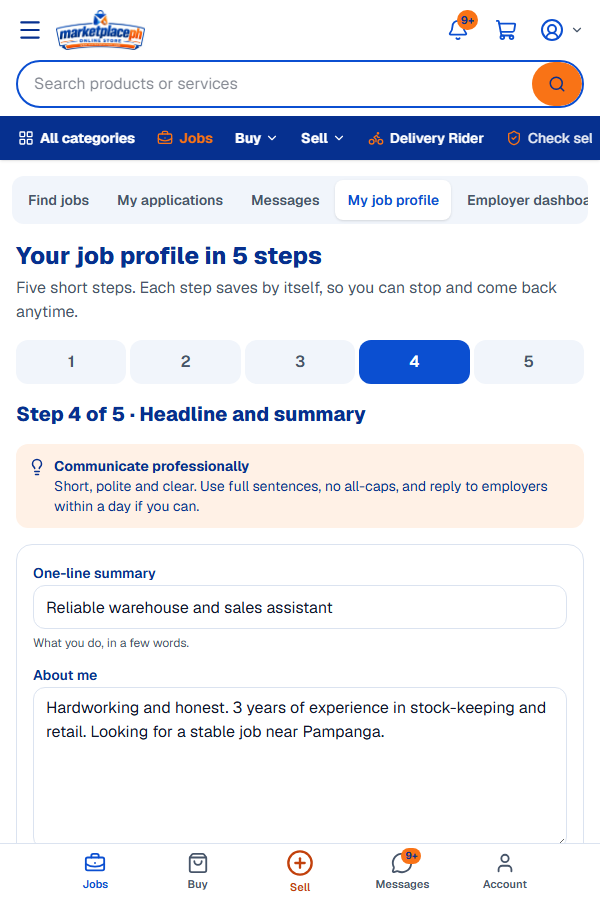 marketplaceph
ONLINE STORE
9+
Search products or services
All categories
Jobs
Buy
Sell
Delivery Rider
Check sel
Find jobs
My applications
Messages
My job profile
Employer dashboa
Your job profile in 5 steps
Five short steps. Each step saves by itself, so you can stop and come back
anytime.
1
2
3
4
5
Step 4 of 5 · Headline and summary
Communicate professionally
Short, polite and clear. Use full sentences, no all-caps, and reply to employers
within a day if you can.
One-line summary
Reliable warehouse and sales assistant
What you do, in a few words.
About me
Hardworking and honest. 3 years of experience in stock-keeping and
retail. Looking for a stable job near Pampanga.
9+
Jobs
Buy
Sell
Messages
Account